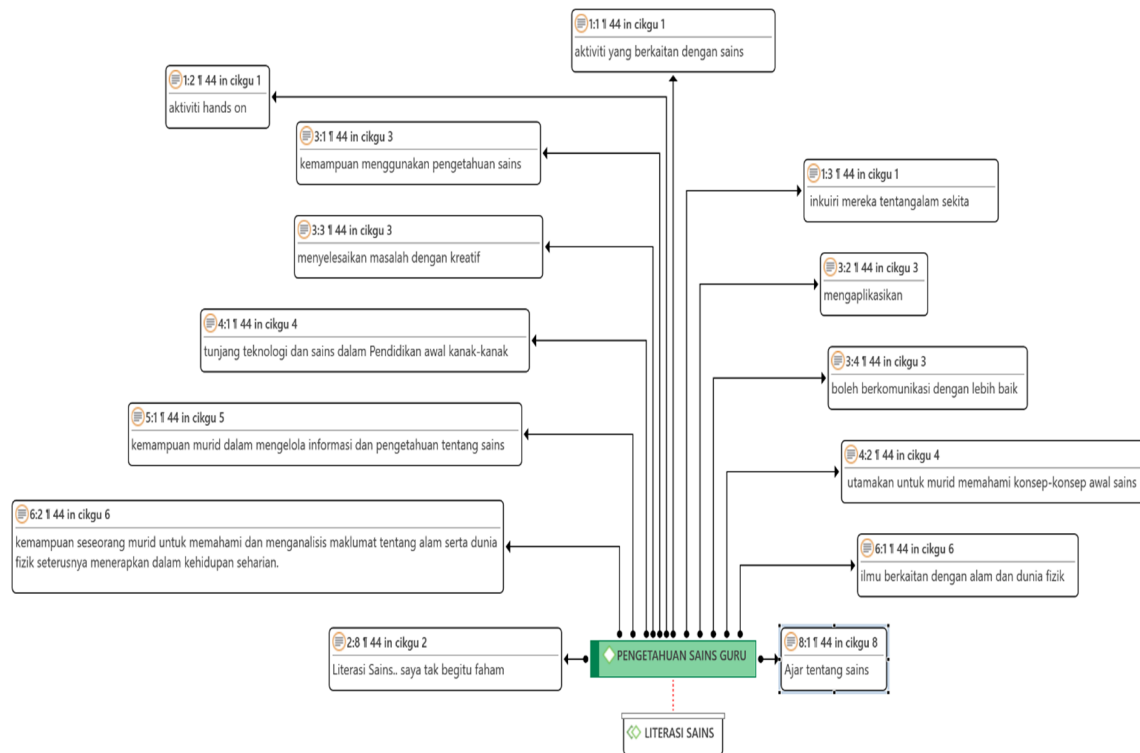 1:1 ¶ 44 in cikgu 1
aktiviti yang berkaitan dengan sains
1:2 ¶ 44 in cikgu 1
aktiviti hands on
3:1 ¶ 44 in cikgu 3
kemampuan menggunakan pengetahuan sains
1:3 ¶ 44 in cikgu 1
inkuiri mereka tentangalam sekita
3:3 ¶ 44 in cikgu 3
menyelesaikan masalah dengan kreatif
3:2 ¶ 44 in cikgu 3
mengaplikasikan
4:1 ¶ 44 in cikgu 4
tunjang teknologi dan sains dalam Pendidikan awal kanak-kanak
3:4 ¶ 44 in cikgu 3
boleh berkomunikasi dengan lebih baik
5:1 ¶ 44 in cikgu 5
kemampuan murid dalam mengelola informasi dan pengetahuan tentang sains
4:2 ¶ 44 in cikgu 4
utamakan untuk murid memahami konsep-konsep awal sains
6:2 ¶ 44 in cikgu 6
kemampuan seseorang murid untuk memahami dan menganalisis maklumat tentang alam serta dunia
fizik seterusnya menerapkan dalam kehidupan seharian.
6:1 ¶ 44 in cikgu 6
ilmu berkaitan dengan alam dan dunia fizik
2:8 ¶ 44 in cikgu 2
Literasi Sains.. saya tak begitu faham
PENGETAHUAN SAINS GURU
8:1 ¶ 44 in cikgu 8
Ajar tentang sains
LITERASI SAINS